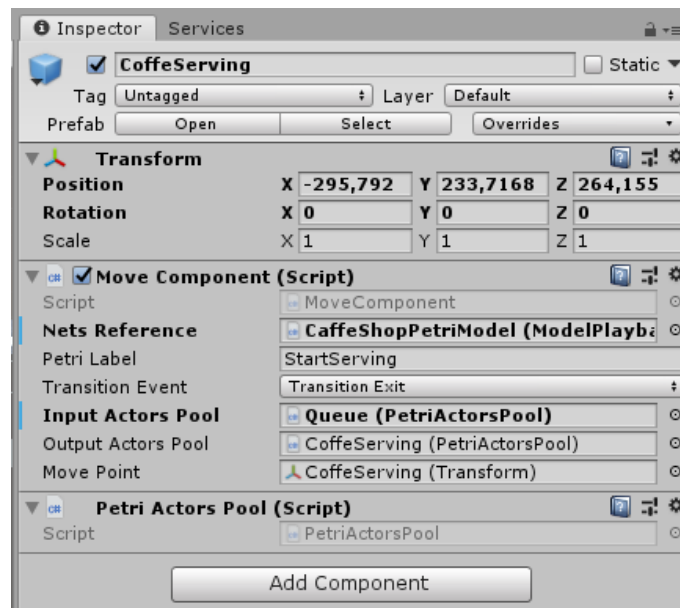 Inspector Services
CoffeServing Static
Tag Untagged Layer Default
Prefab Open Select Overrides
Transform
Position X -295,792 Y 233,7168 Z 264,155
Rotation X 0 Y 0 Z 0
Scale X 1 Y 1 Z 1
c# Move Component (Script)
Script MoveComponent
Nets Reference CaffeShopPetriModel (ModelPlayba
Petri Label StartServing
Transition Event Transition Exit
Input Actors Pool Queue (PetriActorsPool)
Output Actors Pool CoffeServing (PetriActorsPool)
Move Point CoffeServing (Transform)
c# Petri Actors Pool (Script)
Script PetriActorsPool
Add Component